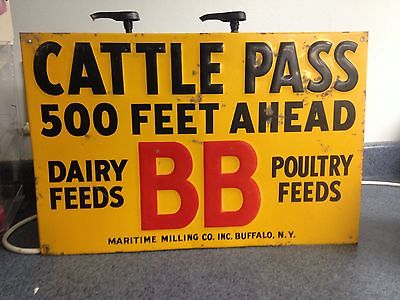 CATTLE PASS
500 FEET AHEAD
DAIRY FEEDS
BB
POULTRY FEEDS
MARITIME MILLING CO. INC. BUFFALO, N.Y.